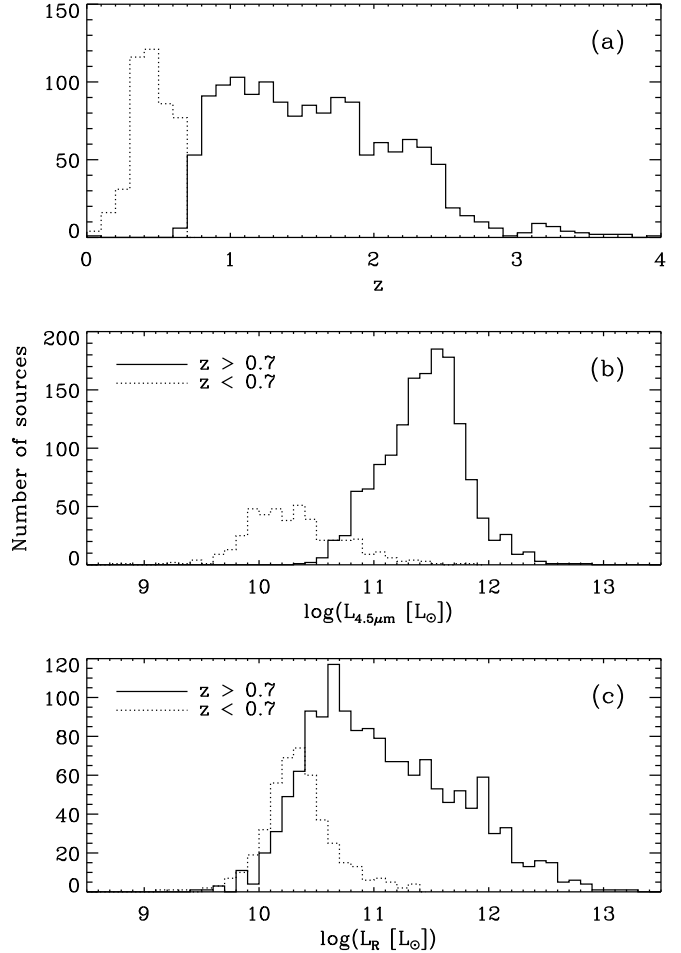 150
100
50
0
(a)
0 1 2 3 4
z
Number of sources
200
150
100
50
0
z > 0.7
z < 0.7
(b)
9 10 11 12 13
log(L4.5μm [L⊙])
120
100
80
60
40
20
0
z > 0.7
z < 0.7
(c)
9 10 11 12 13
log(LR [L⊙])